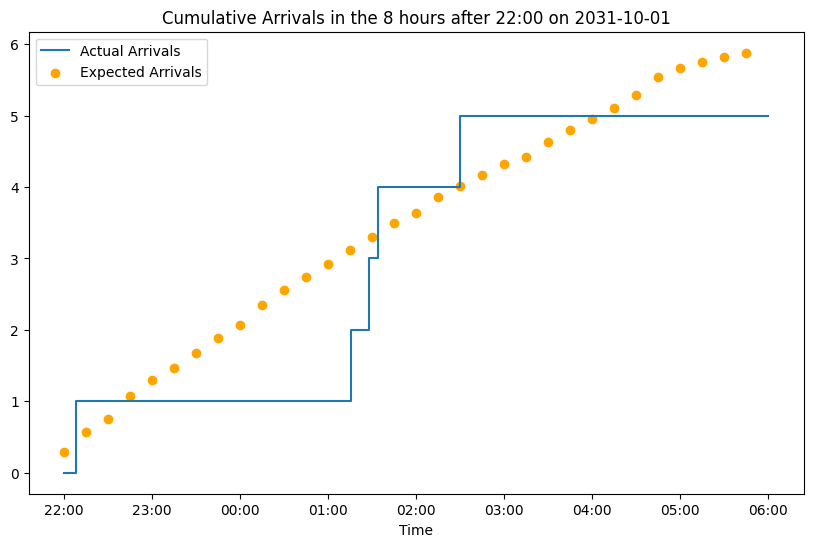 Cumulative Arrivals in the 8 hours after 22:00 on 2031-10-01
Actual Arrivals
Expected Arrivals
6
5
4
3
2
1
0
22:00 23:00 00:00 01:00 02:00 03:00 04:00 05:00 06:00
Time